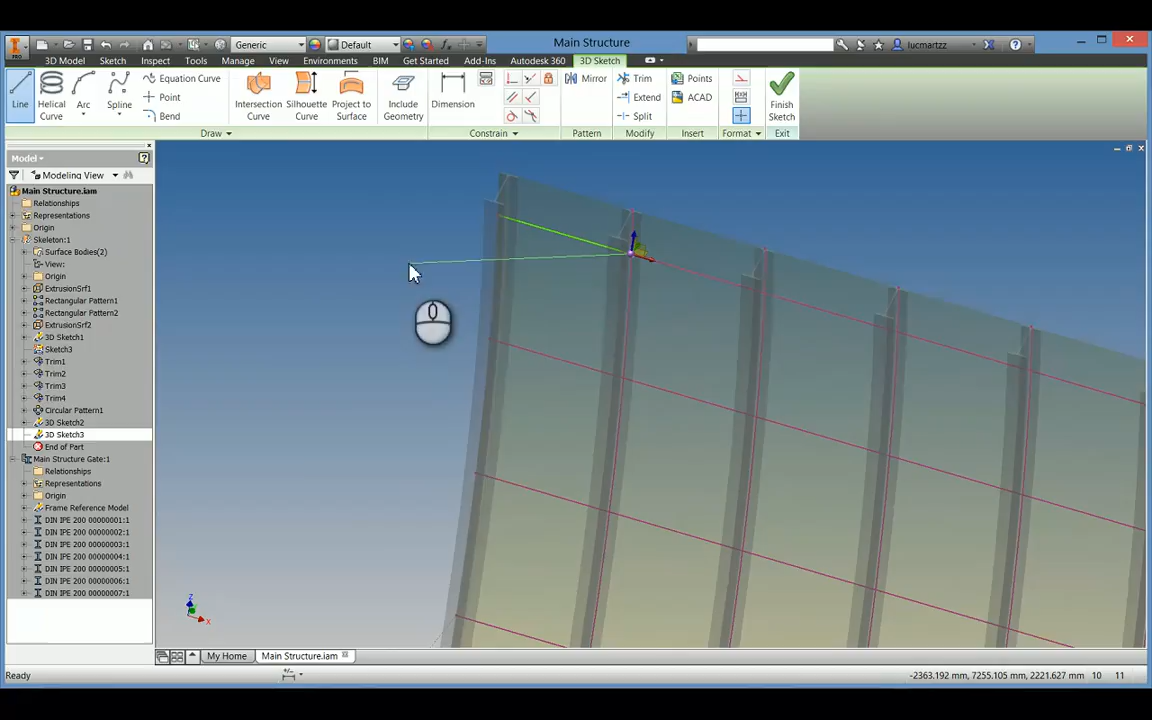 PRO
Generic
Default
Main Structure
lucmartzz
3D Model
Sketch
Inspect
Tools
Manage
View
Environments
BIM
Get Started
Add-Ins
Autodesk 360
3D Sketch
Line
Helical
Curve
Arc
Spline
Equation Curve
Point
Bend
Intersection
Curve
Silhouette
Curve
Project to
Surface
Include
Geometry
Dimension
Mirror
Trim
Extend
Split
Points
ACAD
Finish
Sketch
Draw
Constrain
Pattern
Modify
Insert
Format
Exit
Model
Modeling View
Main Structure.iam
Relationships
Representations
Origin
Skeleton:1
Surface Bodies(2)
View:
Origin
ExtrusionSrf1
Rectangular Pattern1
Rectangular Pattern2
ExtrusionSrf2
3D Sketch1
Sketch3
Trim1
Trim2
Trim3
Trim4
Circular Pattern1
3D Sketch2
3D Sketch3
End of Part
Main Structure Gate:1
Relationships
Representations
Origin
Frame Reference Model
DIN IPE 200 00000001:1
DIN IPE 200 00000002:1
DIN IPE 200 00000003:1
DIN IPE 200 00000004:1
DIN IPE 200 00000005:1
DIN IPE 200 00000006:1
DIN IPE 200 00000007:1
Z
X
My Home
Main Structure.iam
Ready
-2363.192 mm, 7255.105 mm, 2221.627 mm
10
11